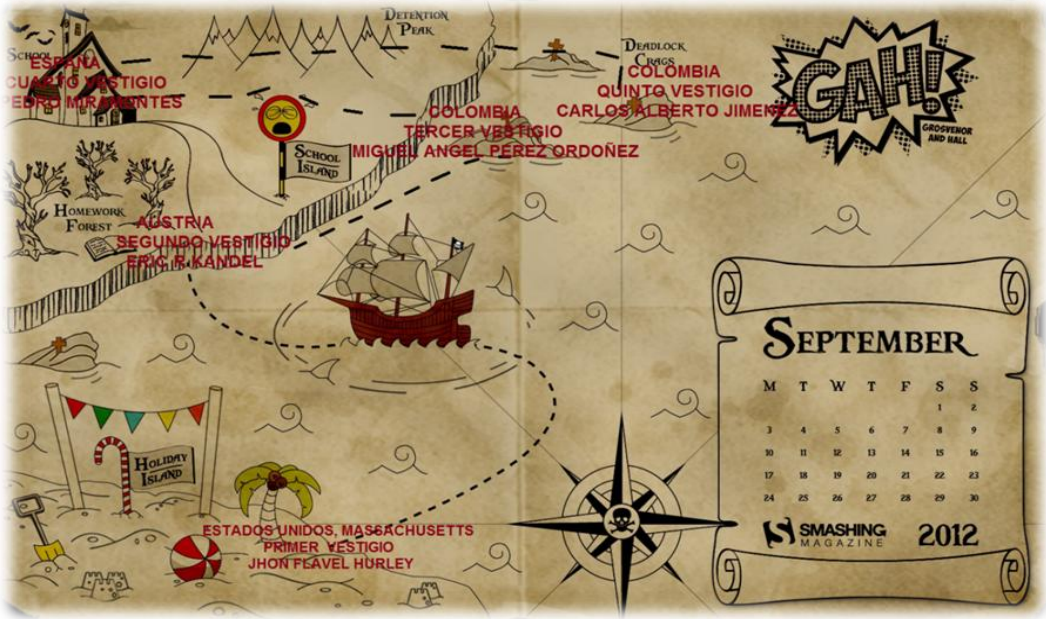 DETENTION
PEAK
SCHOOL
ESPAÑA
CUARTO VESTIGIO
PEDRO MIRAMONTES
DEADLOCK
CRAGS
COLOMBIA
QUINTO VESTIGIO
CARLOS ALBERTO JIMENEZ
GAH!
GROSVENOR
AND HALL
COLOMBIA
TERCER VESTIGIO
MIGUEL ANGEL PEREZ ORDOÑEZ
SCHOOL
ISLAND
HOMEWORK
FOREST
AUSTRIA
SEGUNDO VESTIGIO
ERIC R KANDEL
SEPTEMBER
M T W T F S S
1 2
3 4 5 6 7 8 9
10 11 12 13 14 15 16
17 18 19 20 21 22 23
24 25 26 27 28 29 30
SMASHING
MAGAZINE
2012
HOLIDAY
ISLAND
ESTADOS UNIDOS, MASSACHUSETTS
PRIMER VESTIGIO
JHON FLAVEL HURLEY